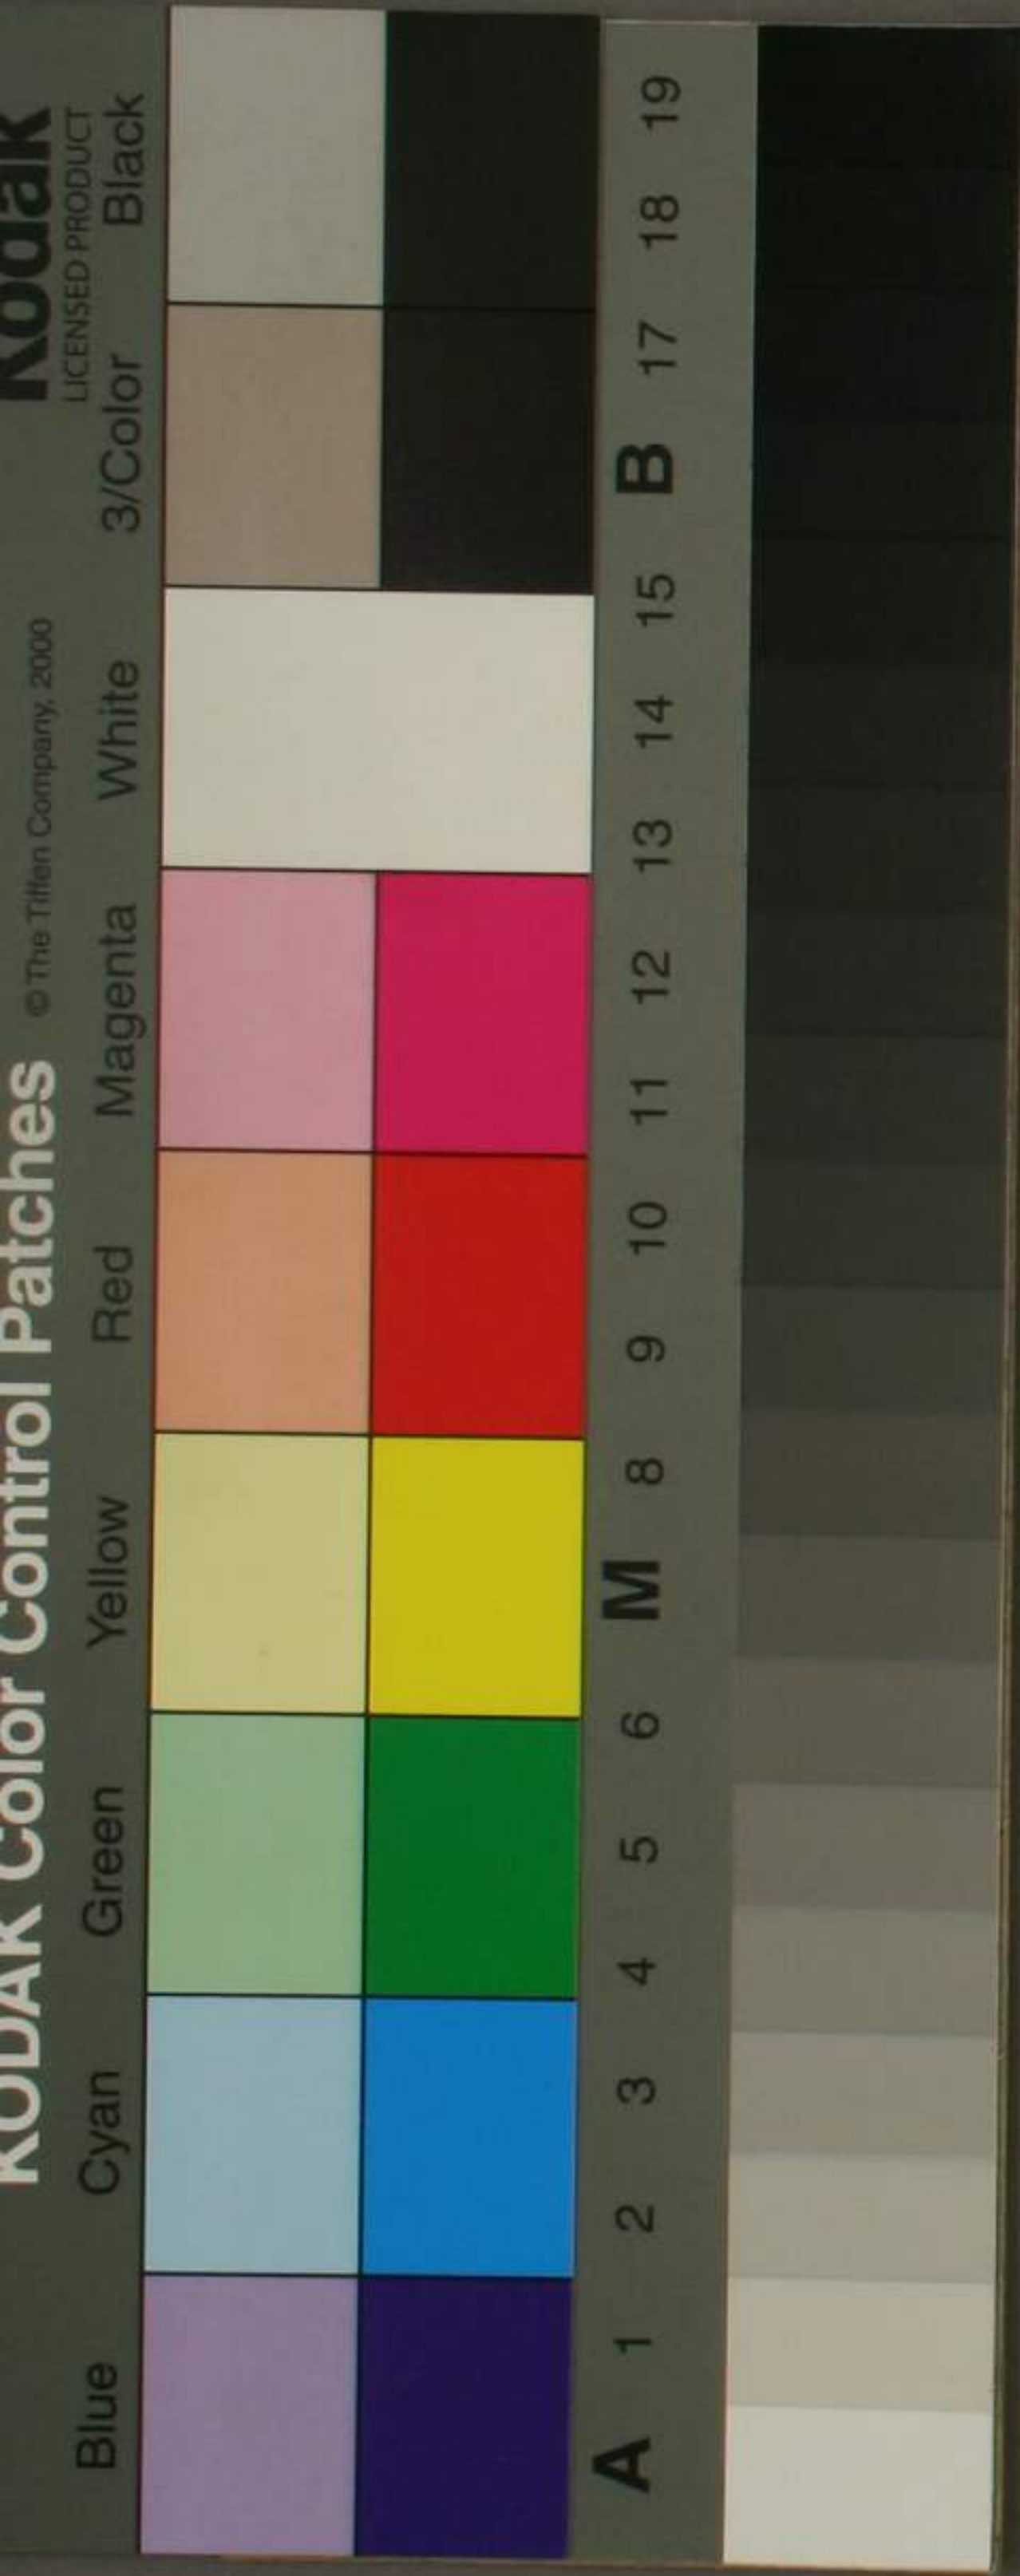 KODAK Color Control Patches © The Tiffen Company, 2000 Kodak
LICENSED PRODUCT
Blue Cyan Green Yellow Red Magenta White 3/Color Black
A 1 2 3 4 5 6 M 8 9 10 11 12 13 14 15 B 17 18 19